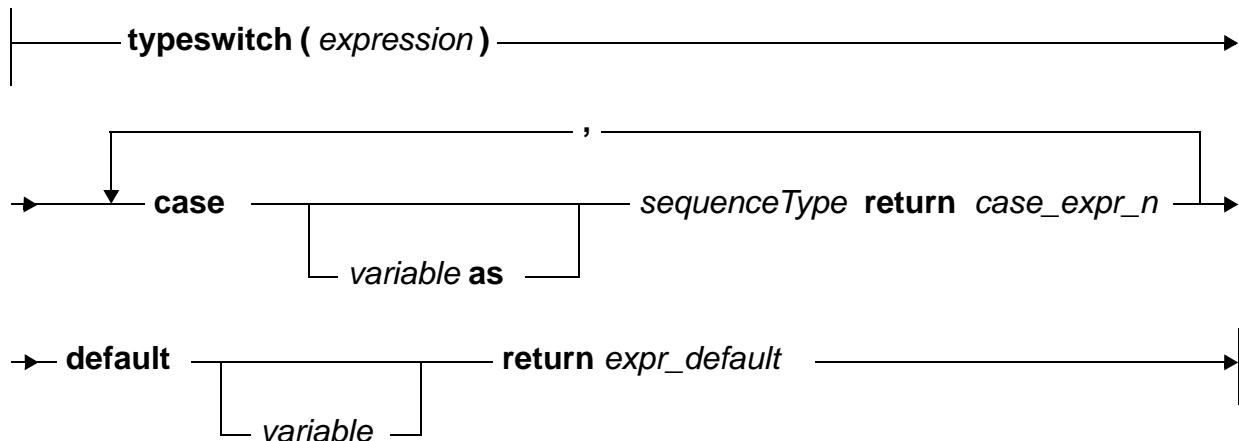 typeswitch ( expression )
,
case sequenceType return case_expr_n
variable as
default return expr_default
variable